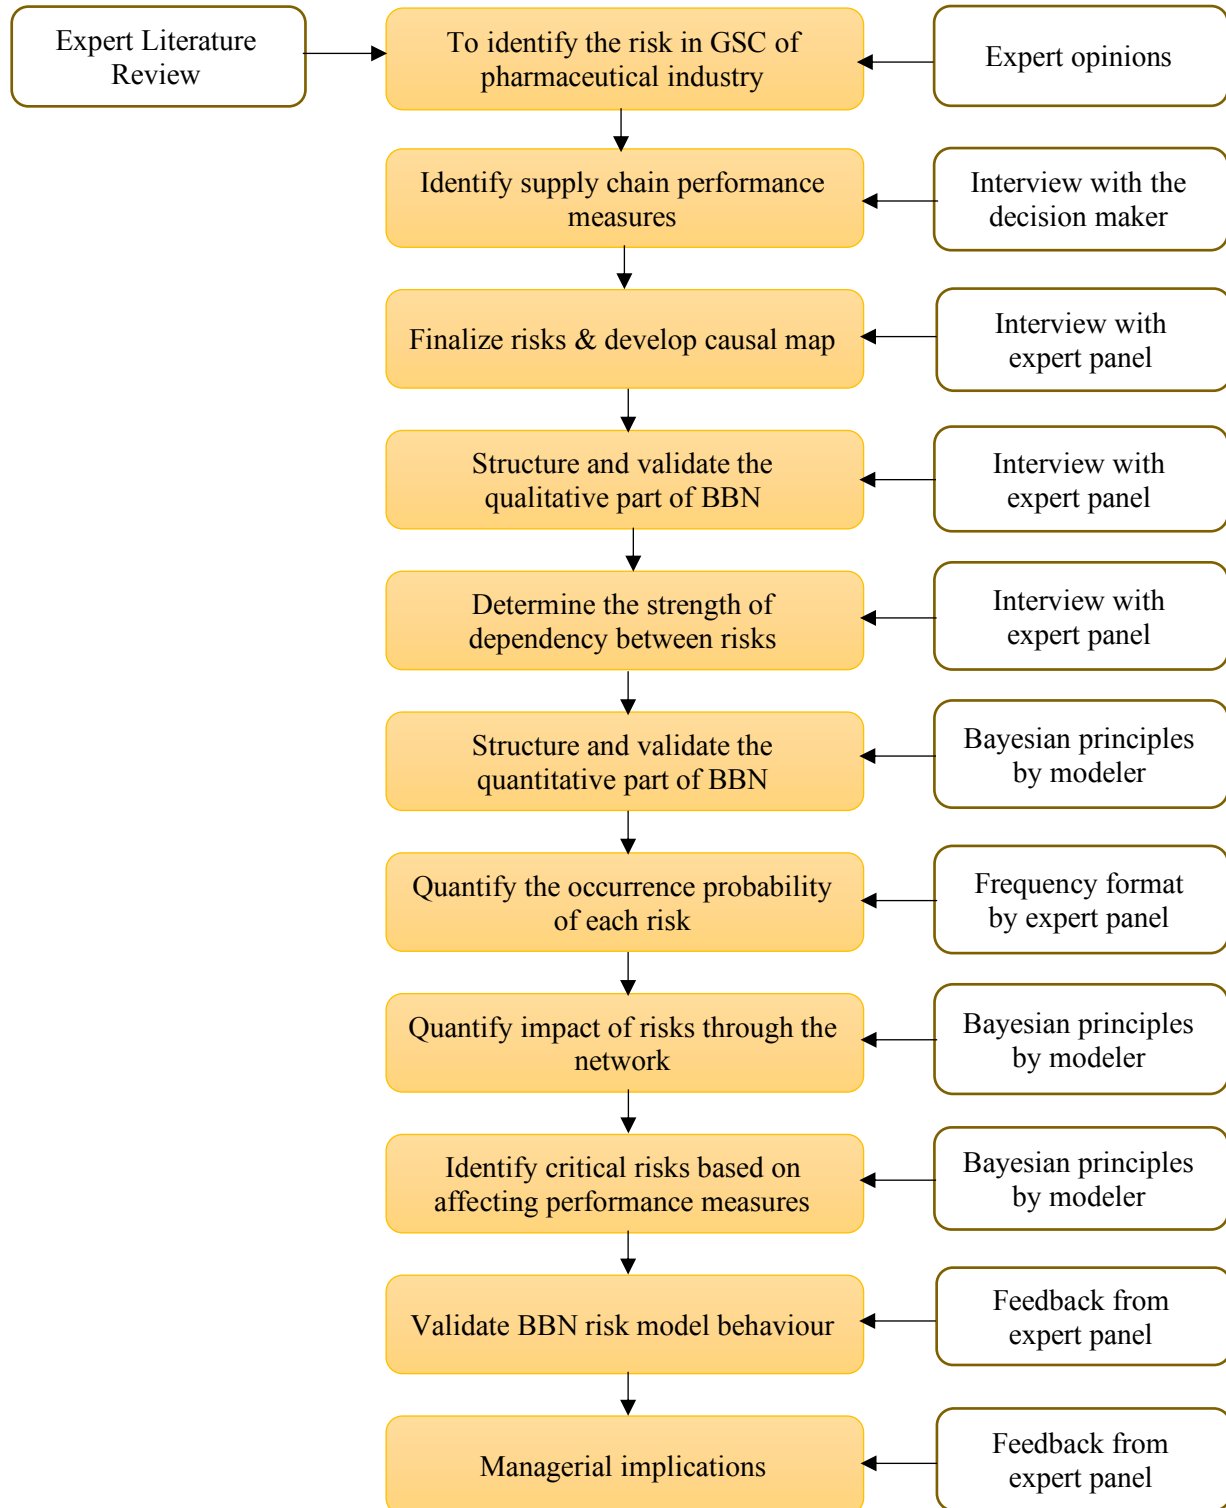 Expert Literature
Review
To identify the risk in GSC of
pharmaceutical industry
Expert opinions
Identify supply chain performance
measures
Interview with the
decision maker
Finalize risks & develop causal map
Interview with
expert panel
Structure and validate the
qualitative part of BBN
Interview with
expert panel
Determine the strength of
dependency between risks
Interview with
expert panel
Structure and validate the
quantitative part of BBN
Bayesian principles
by modeler
Quantify the occurrence probability
of each risk
Frequency format
by expert panel
Quantify impact of risks through the
network
Bayesian principles
by modeler
Identify critical risks based on
affecting performance measures
Bayesian principles
by modeler
Validate BBN risk model behaviour
Feedback from
expert panel
Managerial implications
Feedback from
expert panel